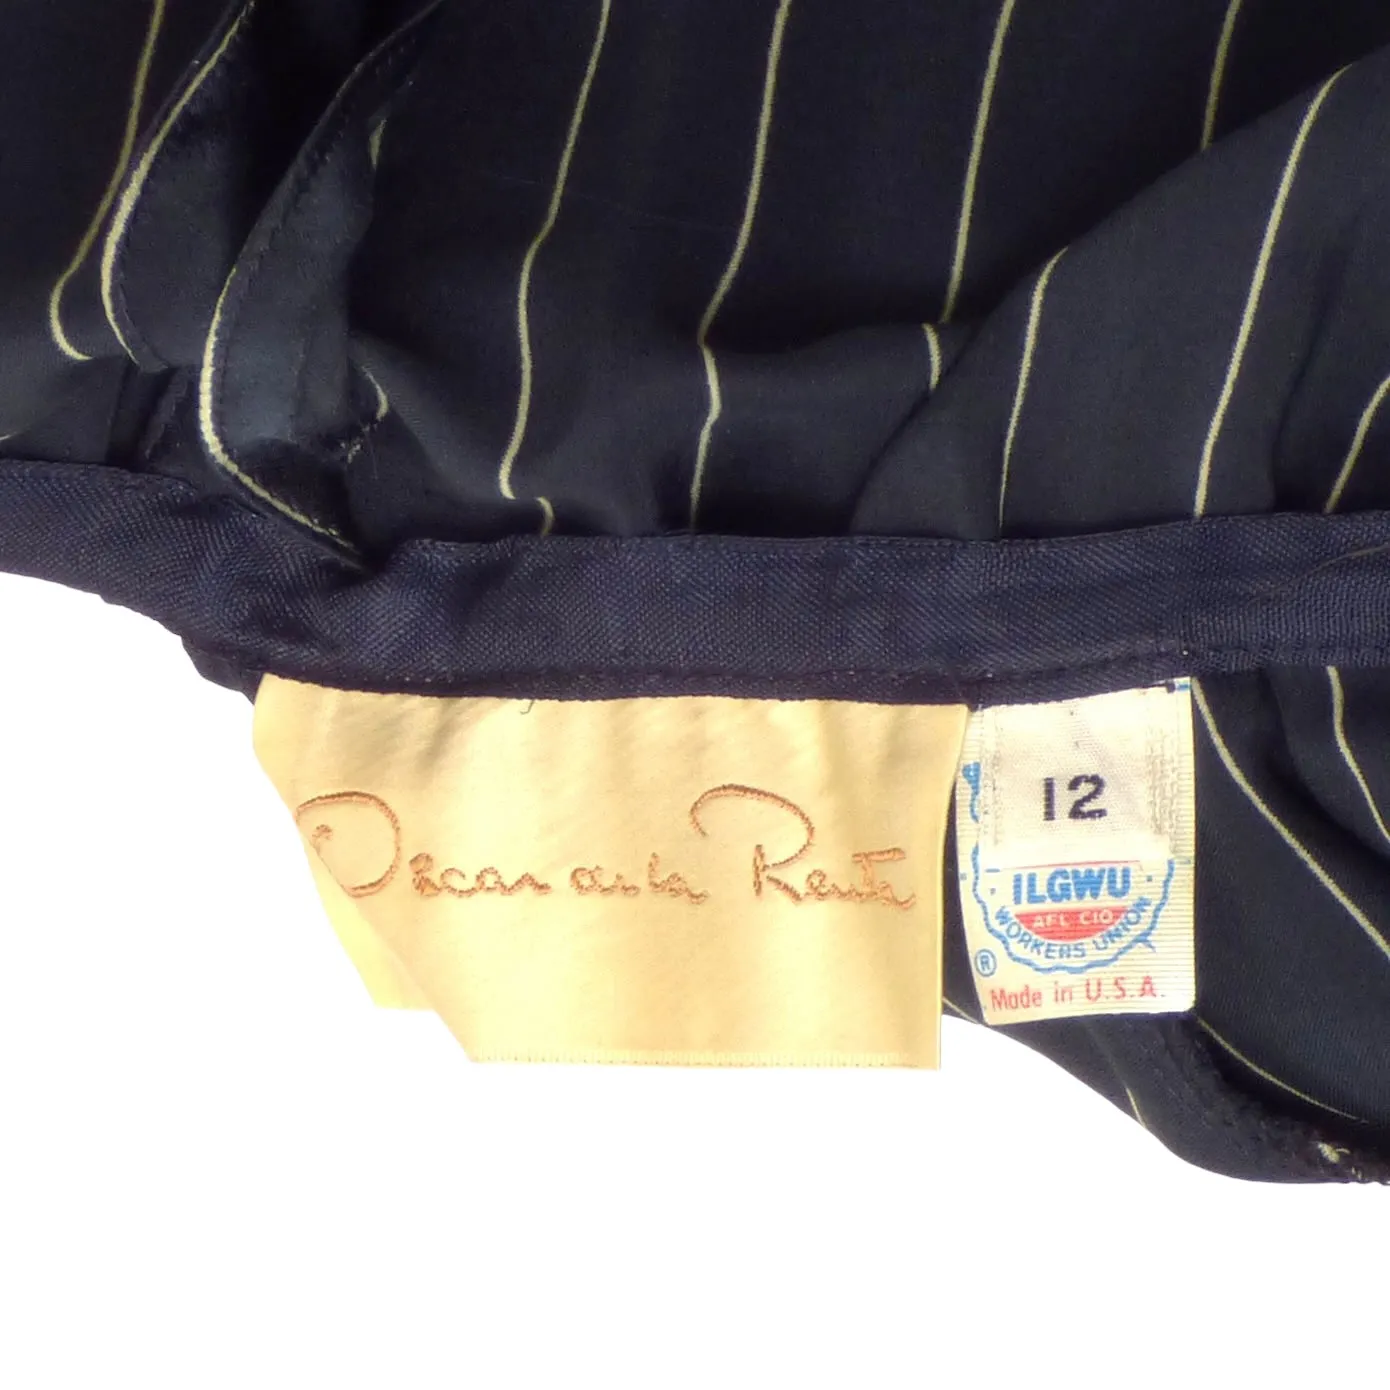 Oscar de la Renta
12
ILGWU
AFL CIO
WORKERS UNION
®
Made in U.S.A.